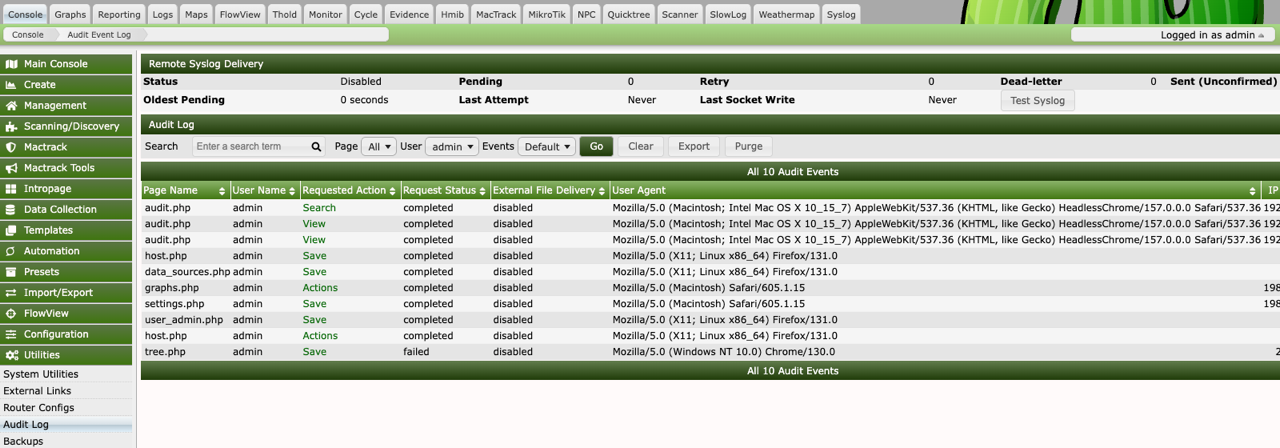 Console Graphs Reporting Logs Maps FlowView Thold Monitor Cycle Evidence Hmib MacTrack MikroTik NPC Quicktree Scanner SlowLog Weathermap Syslog
Console Audit Event Log Logged in as admin
Main Console
Create
Management
Scanning/Discovery
Mactrack
Mactrack Tools
Intropage
Data Collection
Templates
Automation
Presets
Import/Export
FlowView
Configuration
Utilities
System Utilities
External Links
Router Configs
Audit Log
Backups
Remote Syslog Delivery
Status Disabled Pending 0 Retry 0 Dead-letter 0 Sent (Unconfirmed)
Oldest Pending 0 seconds Last Attempt Never Last Socket Write Never Test Syslog
Audit Log
Search Enter a search term Page All User admin Events Default Go Clear Export Purge
All 10 Audit Events
Page Name User Name Requested Action Request Status External File Delivery User Agent IP
audit.php admin Search completed disabled Mozilla/5.0 (Macintosh; Intel Mac OS X 10_15_7) AppleWebKit/537.36 (KHTML, like Gecko) HeadlessChrome/157.0.0.0 Safari/537.36 192
audit.php admin View completed disabled Mozilla/5.0 (Macintosh; Intel Mac OS X 10_15_7) AppleWebKit/537.36 (KHTML, like Gecko) HeadlessChrome/157.0.0.0 Safari/537.36 192
audit.php admin View completed disabled Mozilla/5.0 (Macintosh; Intel Mac OS X 10_15_7) AppleWebKit/537.36 (KHTML, like Gecko) HeadlessChrome/157.0.0.0 Safari/537.36 192
host.php admin Save completed disabled Mozilla/5.0 (X11; Linux x86_64) Firefox/131.0
data_sources.php admin Save completed disabled Mozilla/5.0 (X11; Linux x86_64) Firefox/131.0
graphs.php admin Actions completed disabled Mozilla/5.0 (Macintosh) Safari/605.1.15 198
settings.php admin Save completed disabled Mozilla/5.0 (Macintosh) Safari/605.1.15 198
user_admin.php admin Save completed disabled Mozilla/5.0 (X11; Linux x86_64) Firefox/131.0
host.php admin Actions completed disabled Mozilla/5.0 (X11; Linux x86_64) Firefox/131.0
tree.php admin Save failed disabled Mozilla/5.0 (Windows NT 10.0) Chrome/130.0 2
All 10 Audit Events